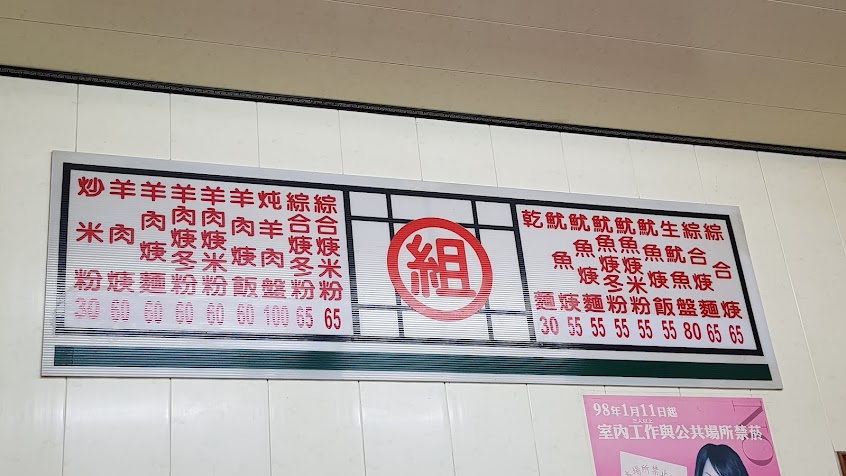 綜合焿 65
綜合焿麵 65
生魷魚盤 80
魷魚焿飯 55
魷魚焿米粉 55
魷魚焿冬粉 55
魷魚焿麵 55
魷魚焿 55
乾麵 30
組
綜合焿米粉 65
綜合焿冬粉 65
炖羊肉盤 100
羊肉焿飯 60
羊肉焿米粉 60
羊肉焿冬粉 60
羊肉焿麵 60
羊肉焿 60
炒米粉 30
98年1月11日起
三人以上
室內工作與公共場所禁菸